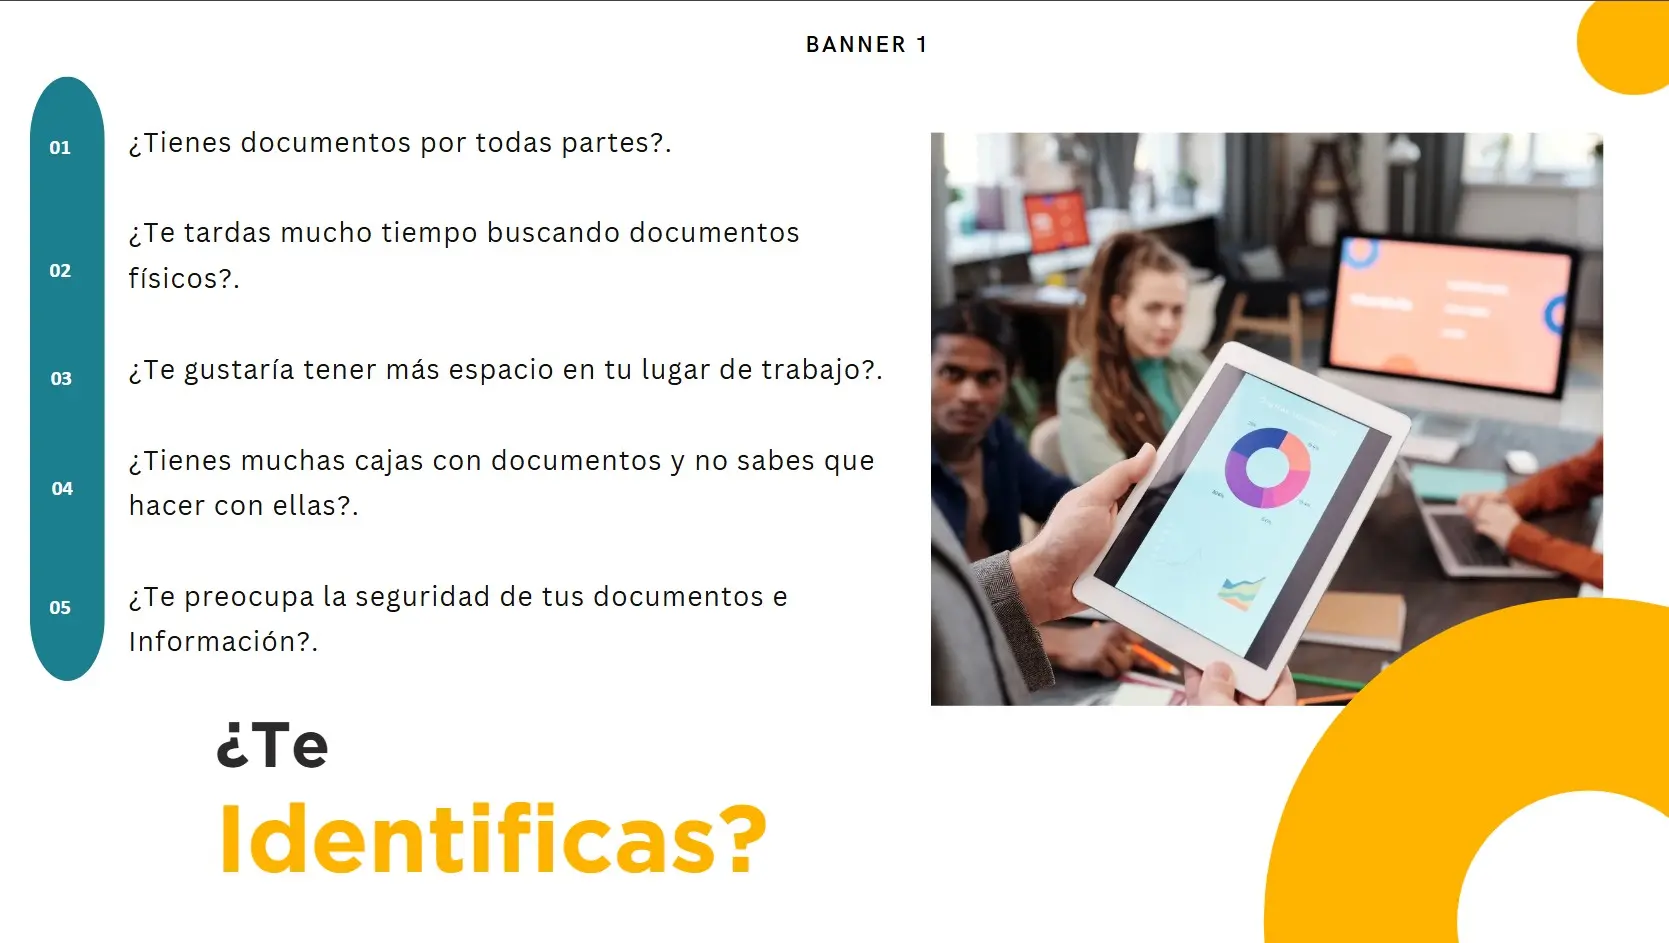 BANNER 1
01
¿Tienes documentos por todas partes?.
02
¿Te tardas mucho tiempo buscando documentos
físicos?.
03
¿Te gustaría tener más espacio en tu lugar de trabajo?.
04
¿Tienes muchas cajas con documentos y no sabes que
hacer con ellas?.
05
¿Te preocupa la seguridad de tus documentos e
Información?.
¿Te
Identificas?